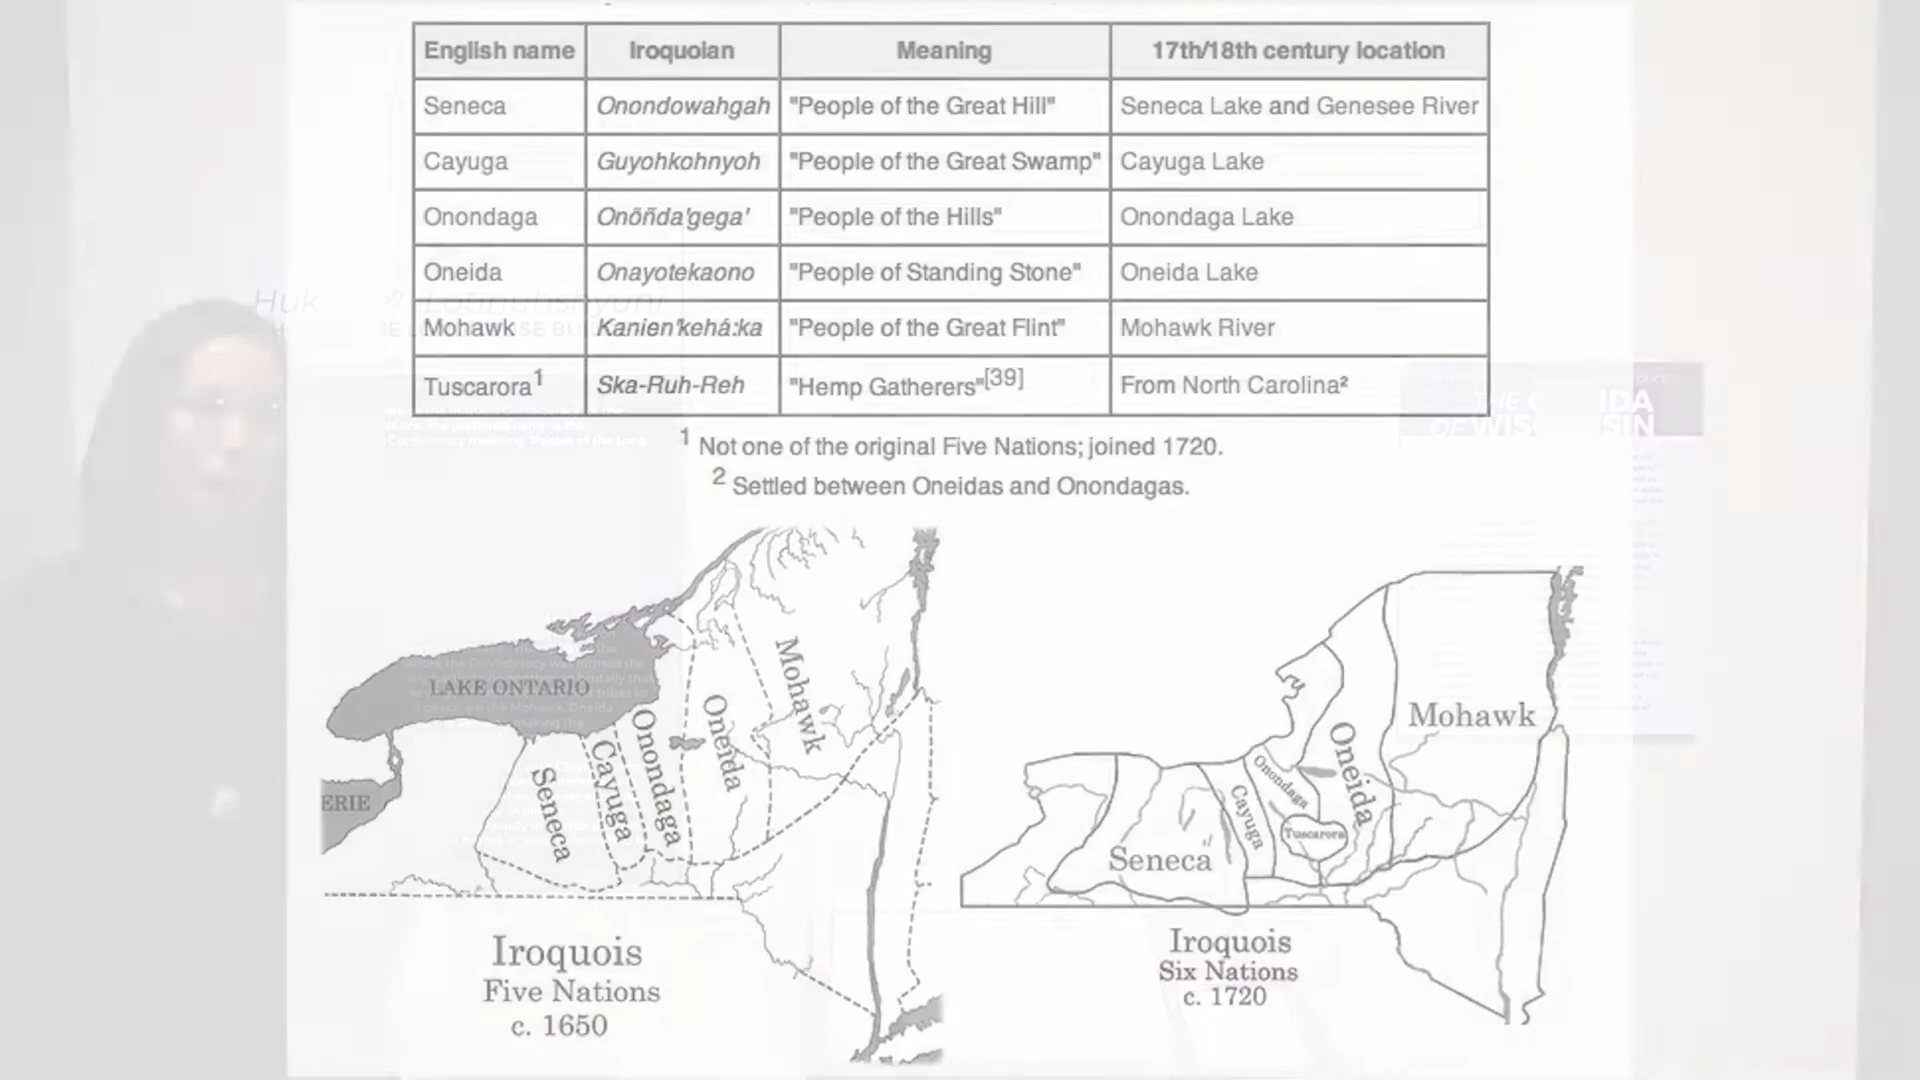 English name Iroquoian Meaning 17th/18th century location
Seneca Onondowahgah "People of the Great Hill" Seneca Lake and Genesee River
Cayuga Guyohkohnyoh "People of the Great Swamp" Cayuga Lake
Onondaga Onöñda'gega' "People of the Hills" Onondaga Lake
Oneida Onayotekaono "People of Standing Stone" Oneida Lake
Mohawk Kanien'kehá:ka "People of the Great Flint" Mohawk River
Tuscarora1 Ska-Ruh-Reh "Hemp Gatherers"[39] From North Carolina²
1 Not one of the original Five Nations; joined 1720.
2 Settled between Oneidas and Onondagas.
LAKE ONTARIO
ERIE
Seneca
Cayuga
Onondaga
Oneida
Mohawk
Iroquois
Five Nations
c. 1650
Mohawk
Oneida
Onondaga
Cayuga
Tuscarora
Seneca
Iroquois
Six Nations
c. 1720